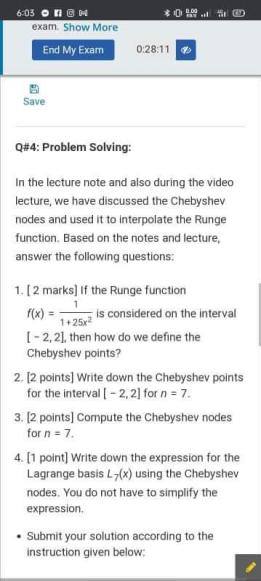 6:03
exam. Show More
End My Exam 0:28:11
Save
Q#4: Problem Solving:
In the lecture note and also during the video
lecture, we have discussed the Chebyshev
nodes and used it to interpolate the Runge
function. Based on the notes and lecture,
answer the following questions:
1. [ 2 marks] If the Runge function
f(x) = 1 / 1+25x² is considered on the interval
[ - 2, 2], then how do we define the
Chebyshev points?
2. [2 points] Write down the Chebyshev points
for the interval [ - 2, 2] for n = 7.
3. [2 points] Compute the Chebyshev nodes
for n = 7.
4. [1 point] Write down the expression for the
Lagrange basis L₇(x) using the Chebyshev
nodes. You do not have to simplify the
expression.
• Submit your solution according to the
instruction given below: